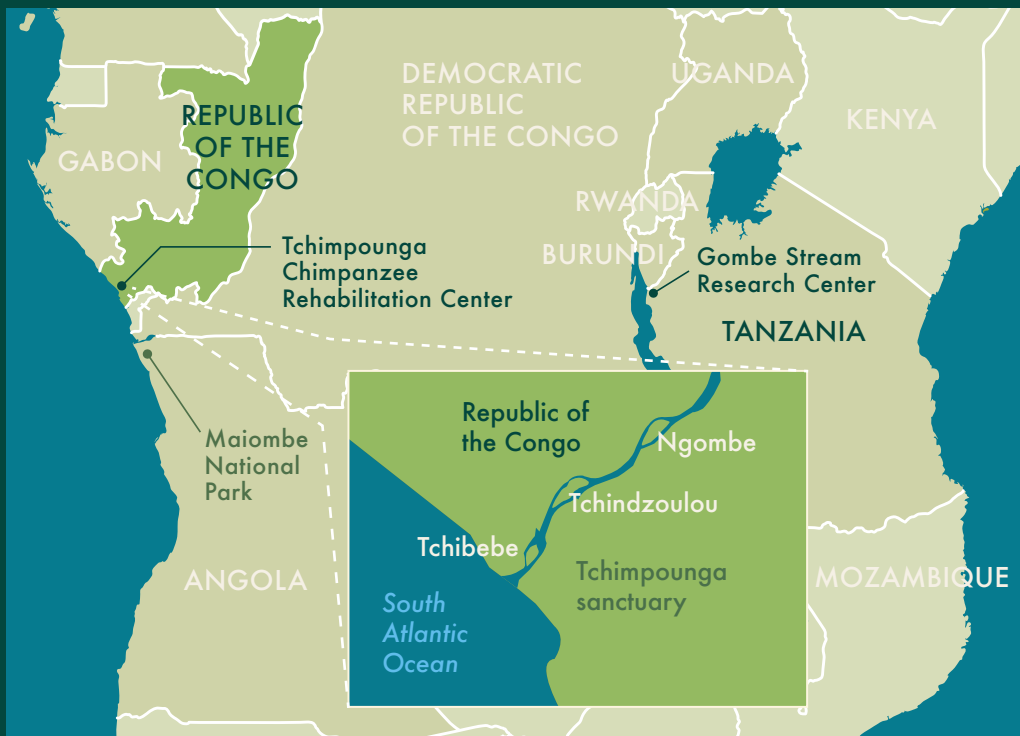 DEMOCRATIC
REPUBLIC
OF THE CONGO
UGANDA
KENYA
REPUBLIC
OF THE
CONGO
GABON
RWANDA
BURUNDI
Tchimpounga
Chimpanzee
Rehabilitation Center
Gombe Stream
Research Center
TANZANIA
Maiombe
National
Park
Republic of
the Congo
Ngombe
Tchindzoulou
Tchibebe
Tchimpounga
sanctuary
South
Atlantic
Ocean
ANGOLA
MOZAMBIQUE